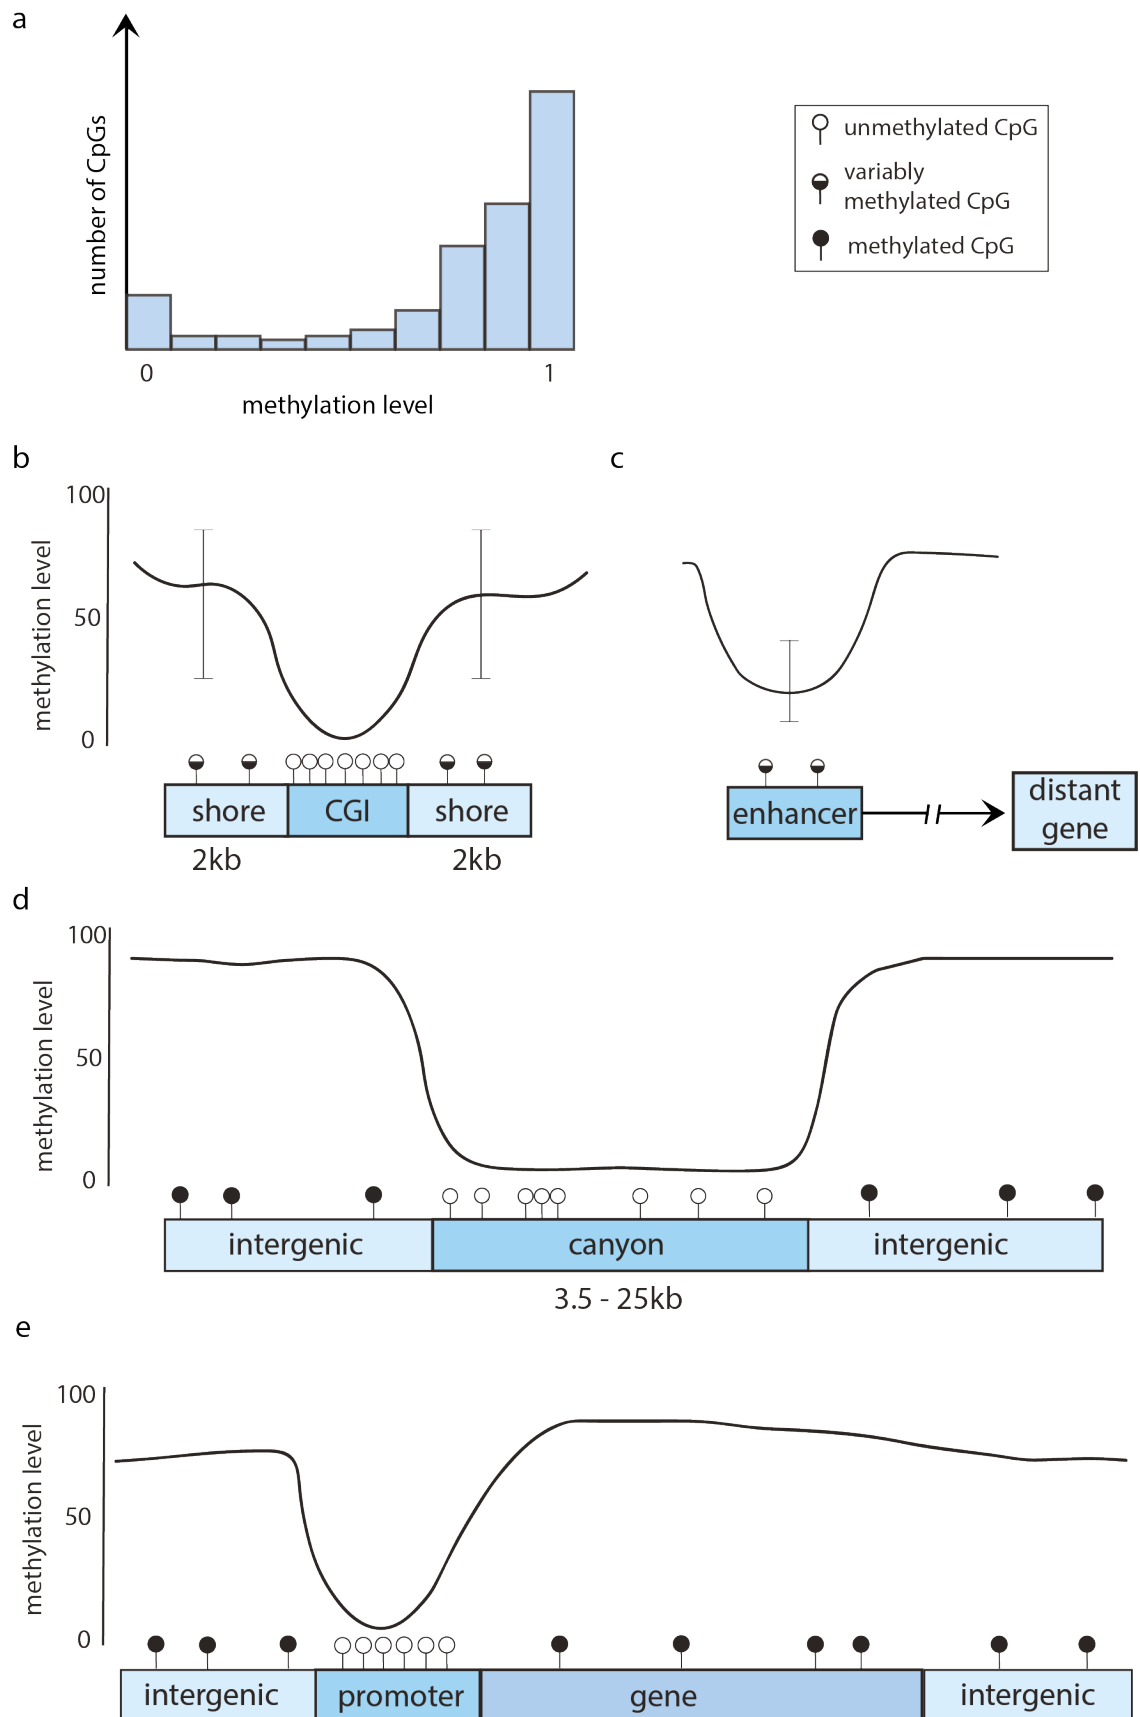 a
number of CpGs
0
1
methylation level
unmethylated CpG
variably
methylated CpG
methylated CpG
b
methylation level
100
50
0
shore
CGI
shore
2kb
2kb
c
enhancer
distant
gene
d
methylation level
100
50
0
intergenic
canyon
intergenic
3.5 - 25kb
e
methylation level
100
50
0
intergenic
promoter
gene
intergenic